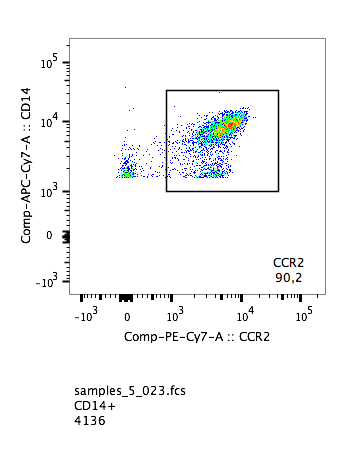 Comp-APC-Cy7-A :: CD14
10⁵
10⁴
10³
0
-10³
CCR2
90,2
-10³ 0 10³ 10⁴ 10⁵
Comp-PE-Cy7-A :: CCR2
samples_5_023.fcs
CD14+
4136